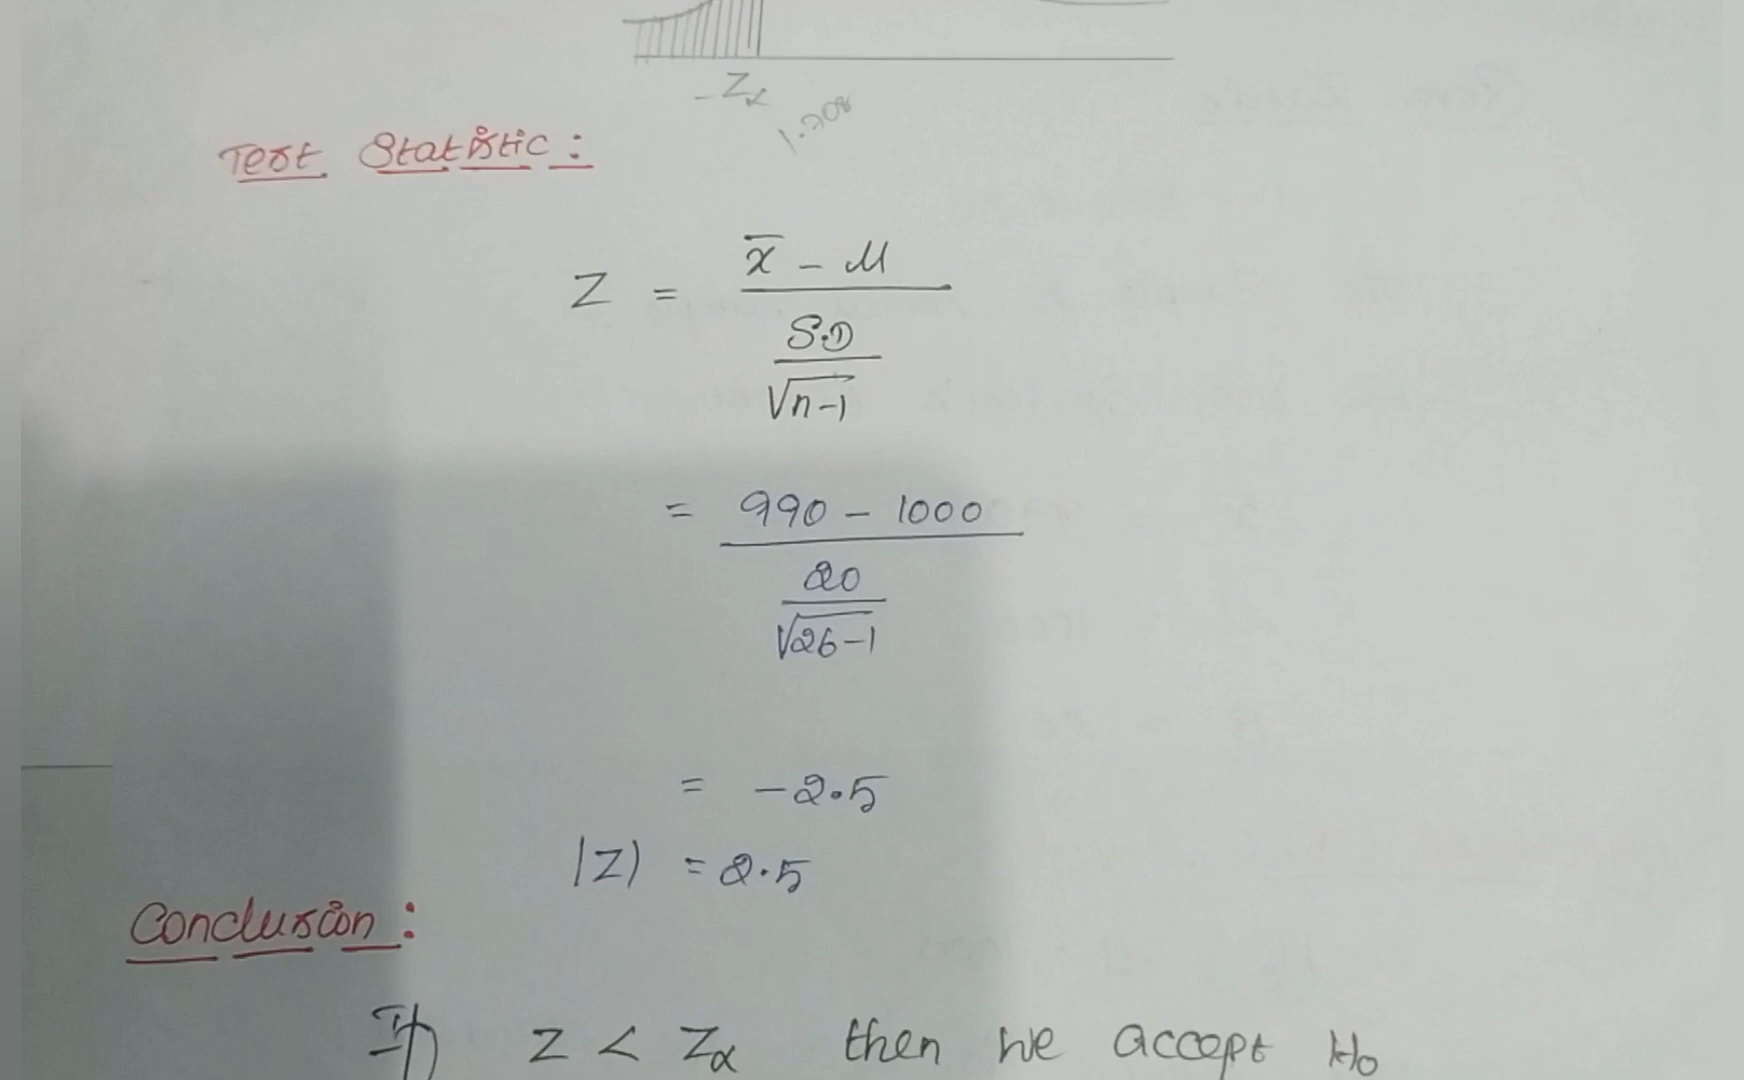 -Zα
1.708
Test Statistic :
Z = x̄ - μ
S.D
√n-1
= 990 - 1000
20
√26-1
= -2.5
|Z| = 2.5
Conclusion :
If Z < Zα then we accept H₀